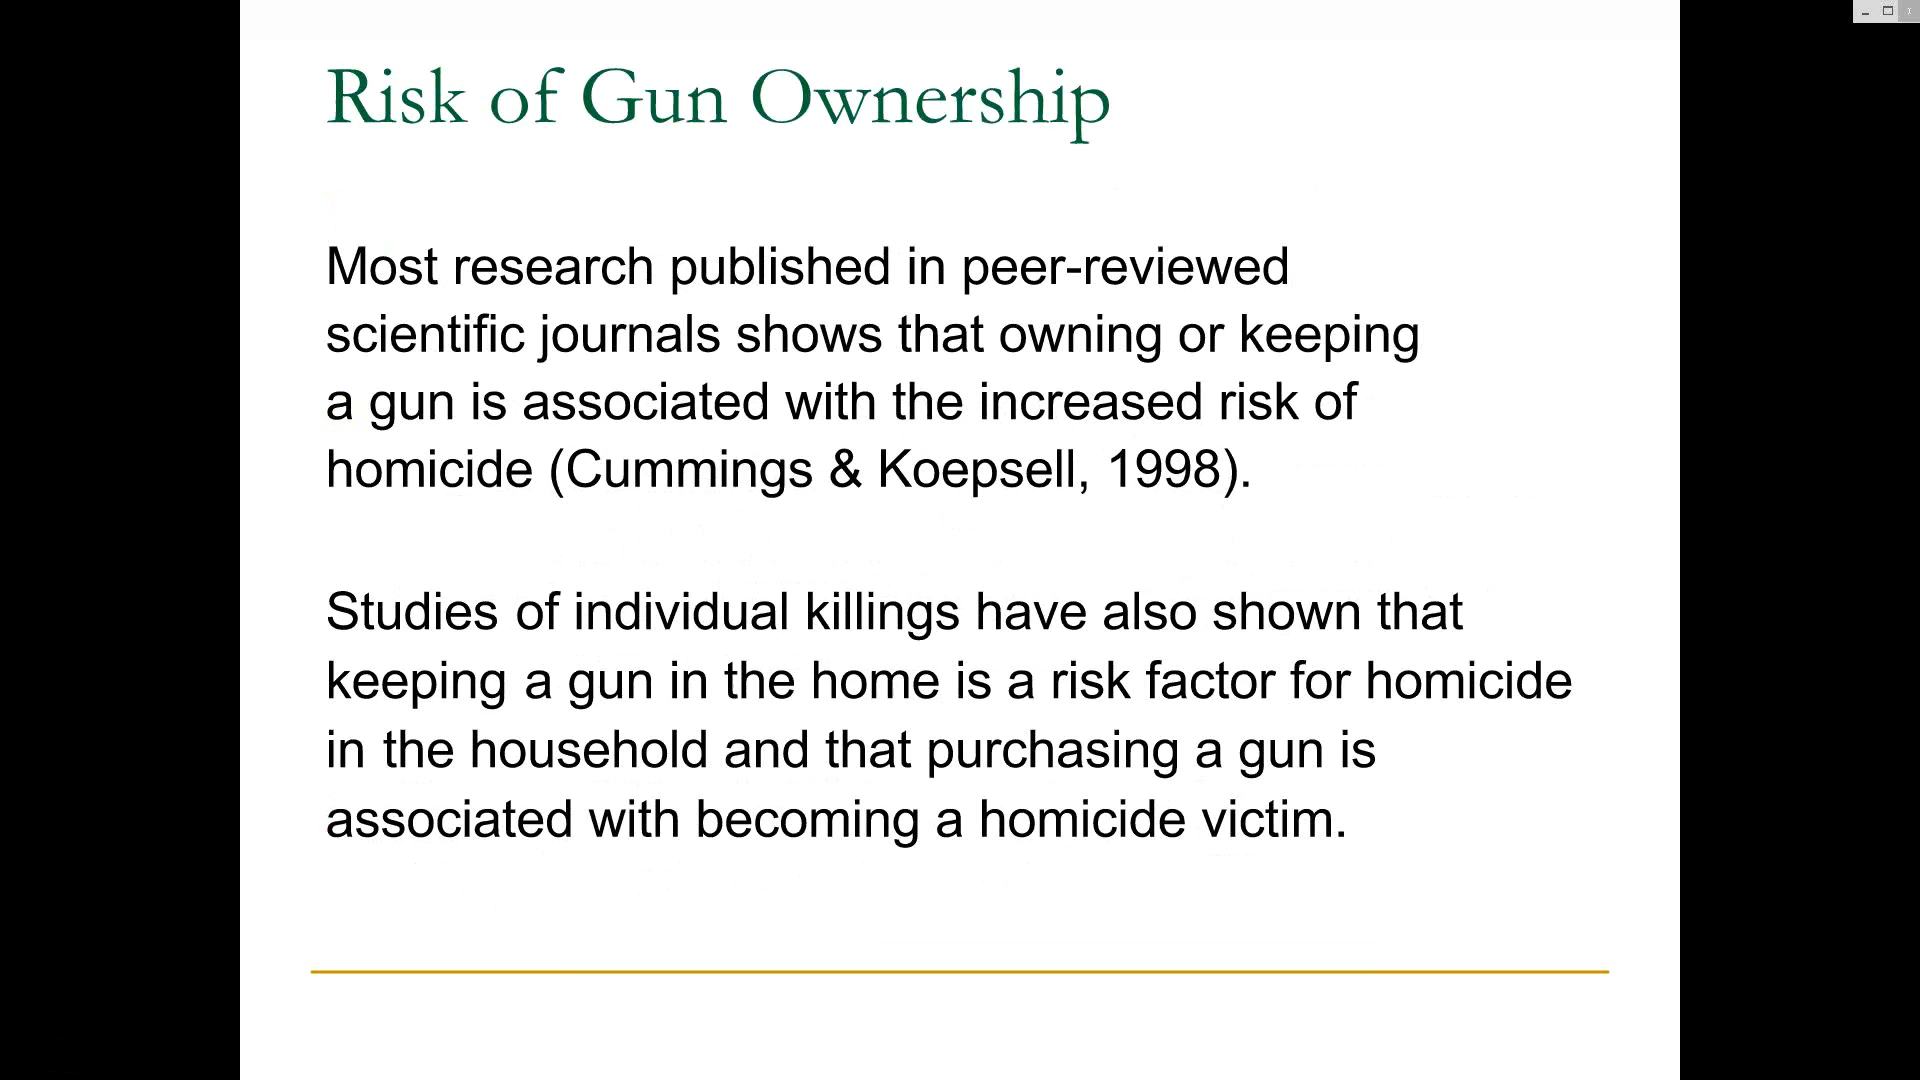 Risk of Gun Ownership
Most research published in peer-reviewed
scientific journals shows that owning or keeping
a gun is associated with the increased risk of
homicide (Cummings & Koepsell, 1998).
Studies of individual killings have also shown that
keeping a gun in the home is a risk factor for homicide
in the household and that purchasing a gun is
associated with becoming a homicide victim.